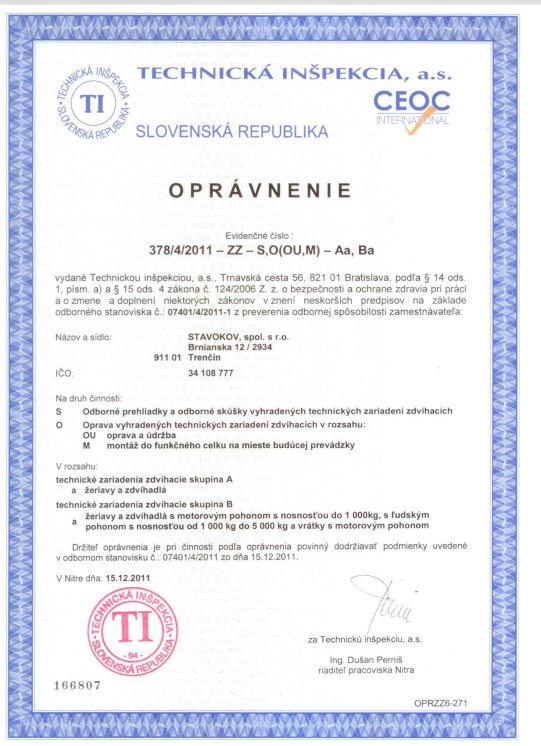 TECHNICKÁ INŠPEKCIA, a.s.
TECHNICKÁ INŠPEKCIA
TI
SLOVENSKÁ REPUBLIKA
CEOC
INTERNATIONAL
SLOVENSKÁ REPUBLIKA
OPRÁVNENIE
Evidenčné číslo :
378/4/2011 – ZZ – S,O(OU,M) – Aa, Ba
vydané Technickou inšpekciou, a.s., Trnavská cesta 56, 821 01 Bratislava, podľa § 14 ods.
1, písm. a) a § 15 ods. 4 zákona č. 124/2006 Z. z. o bezpečnosti a ochrane zdravia pri práci
a o zmene a doplnení niektorých zákonov v znení neskorších predpisov na základe
odborného stanoviska č.: 07401/4/2011-1 z preverenia odbornej spôsobilosti zamestnávateľa:
Názov a sídlo: STAVOKOV, spol. s r.o.
Brnianska 12 / 2934
911 01 Trenčín
IČO: 34 108 777
Na druh činnosti:
S Odborné prehliadky a odborné skúšky vyhradených technických zariadení zdvíhacích
O Oprava vyhradených technických zariadení zdvíhacích v rozsahu:
OU oprava a údržba
M montáž do funkčného celku na mieste budúcej prevádzky
V rozsahu:
technické zariadenia zdvíhacie skupina A
a žeriavy a zdvíhadlá
technické zariadenia zdvíhacie skupina B
a žeriavy a zdvíhadlá s motorovým pohonom s nosnosťou do 1 000kg, s ľudským
pohonom s nosnosťou od 1 000 kg do 5 000 kg a vrátky s motorovým pohonom
Držiteľ oprávnenia je pri činnosti podľa oprávnenia povinný dodržiavať podmienky uvedené
v odbornom stanovisku č.: 07401/4/2011 zo dňa 15.12.2011.
V Nitre dňa: 15.12.2011
TECHNICKÁ INŠPEKCIA
TI
- 94 -
SLOVENSKÁ REPUBLIKA
za Technickú inšpekciu, a.s.
Ing. Dušan Perniš
riaditeľ pracoviska Nitra
166807
OPRZZ6-271